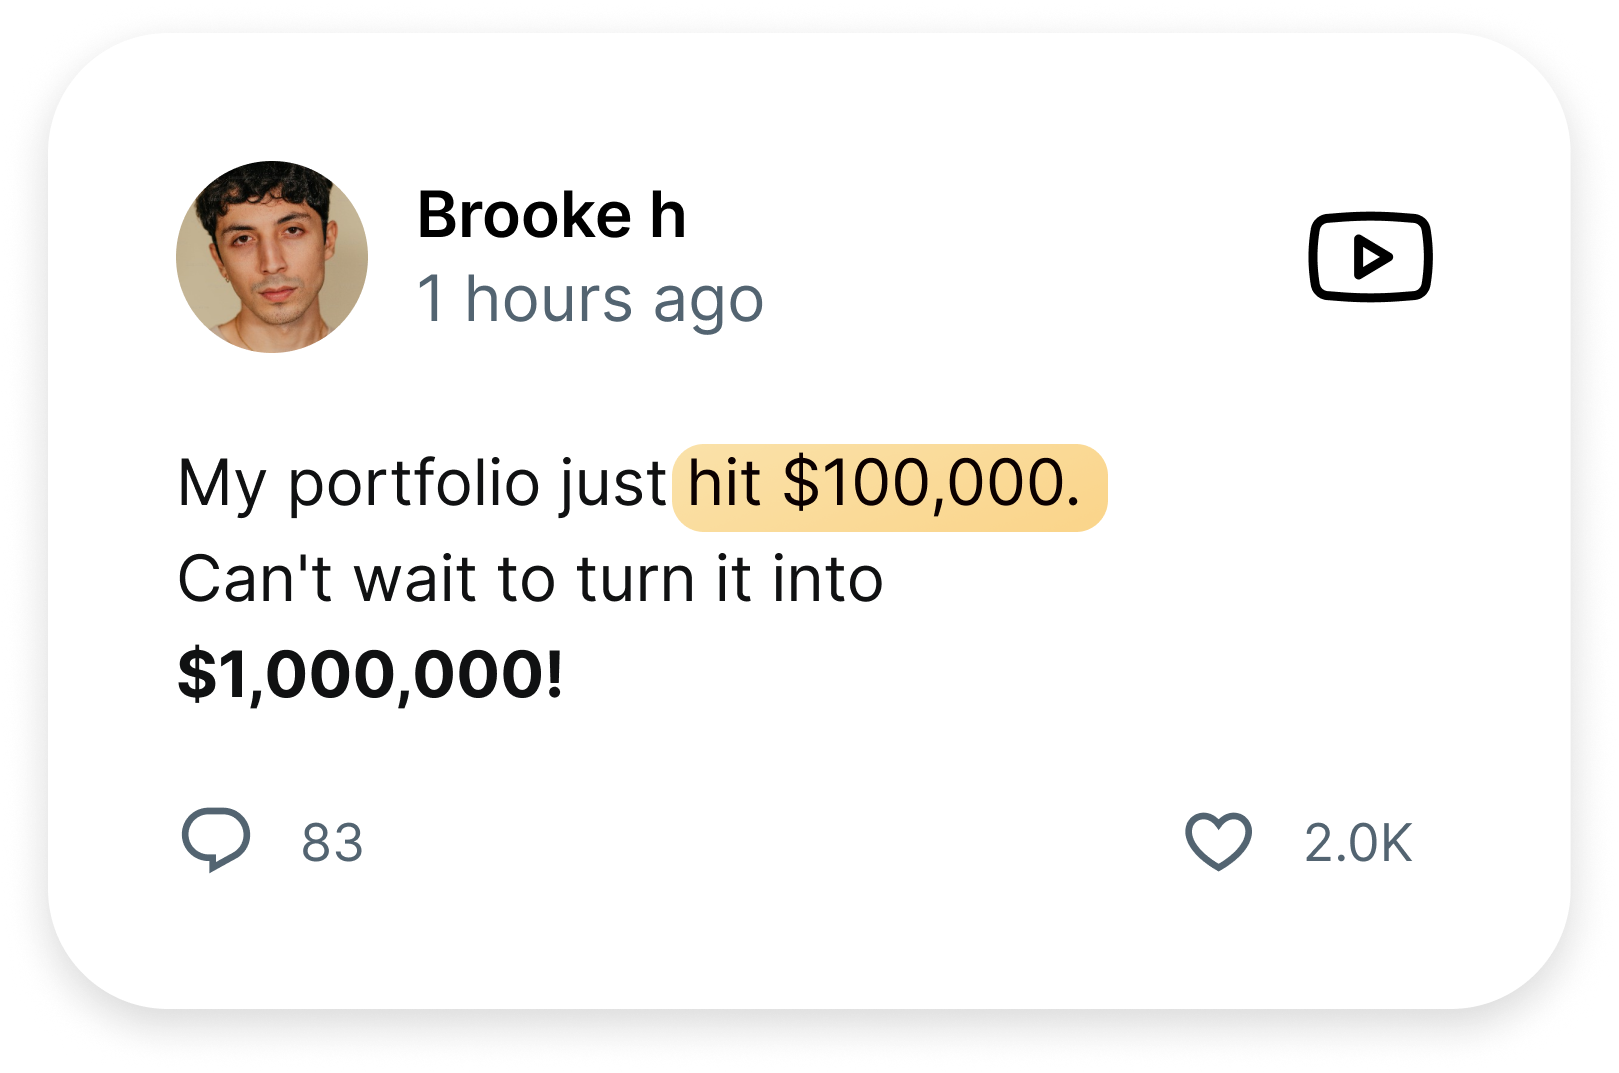 Brooke h
1 hours ago
My portfolio just hit $100,000.
Can't wait to turn it into
$1,000,000!
83
2.0K